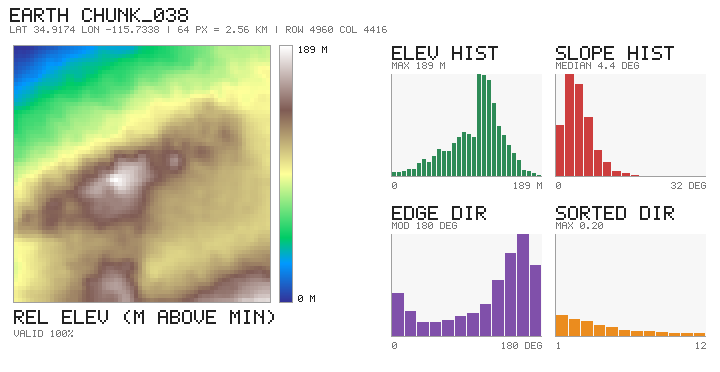 EARTH CHUNK_038
LAT 34.9174 LON -115.7338 | 64 PX = 2.56 KM | ROW 4960 COL 4416
189 M
0 M
REL ELEV (M ABOVE MIN)
VALID 100%
ELEV HIST
MAX 189 M
0 189 M
SLOPE HIST
MEDIAN 4.4 DEG
0 32 DEG
EDGE DIR
MOD 180 DEG
0 180 DEG
SORTED DIR
MAX 0.20
1 12